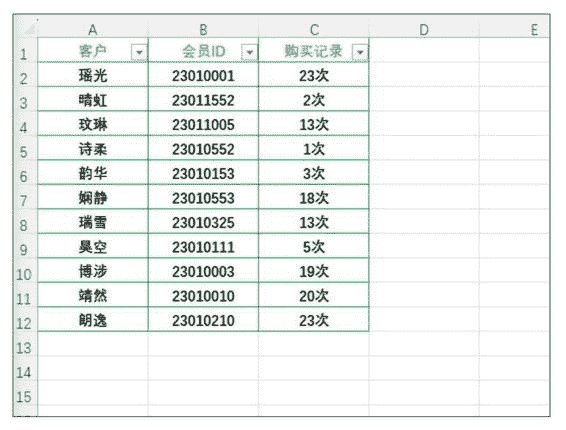 A B C D E
1 客户 会员ID 购买记录
2 瑶光 23010001 23次
3 晴虹 23011552 2次
4 玟琳 23011005 13次
5 诗柔 23010552 1次
6 韵华 23010153 3次
7 娴静 23010553 18次
8 瑞雪 23010325 13次
9 昊空 23010111 5次
10 博涉 23010003 19次
11 靖然 23010010 20次
12 朗逸 23010210 23次
13
14
15